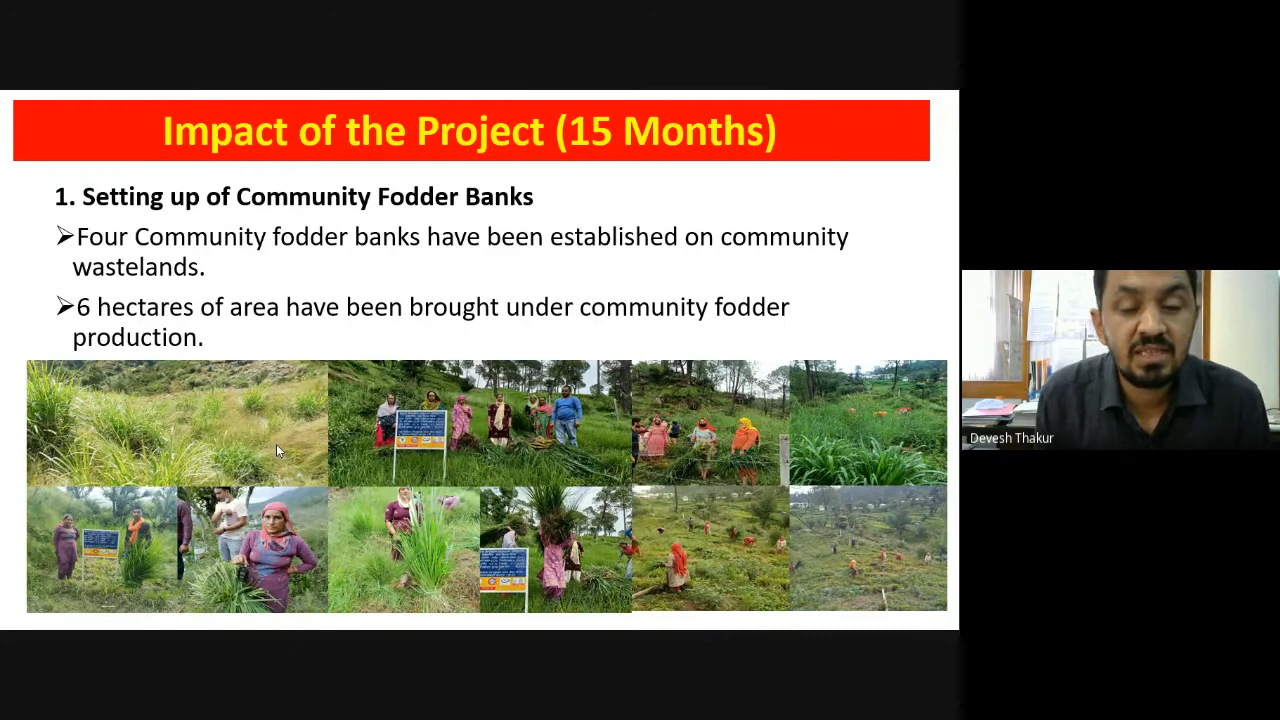 Impact of the Project (15 Months)
1. Setting up of Community Fodder Banks
➢Four Community fodder banks have been established on community
wastelands.
➢6 hectares of area have been brought under community fodder
production.
Devesh Thakur